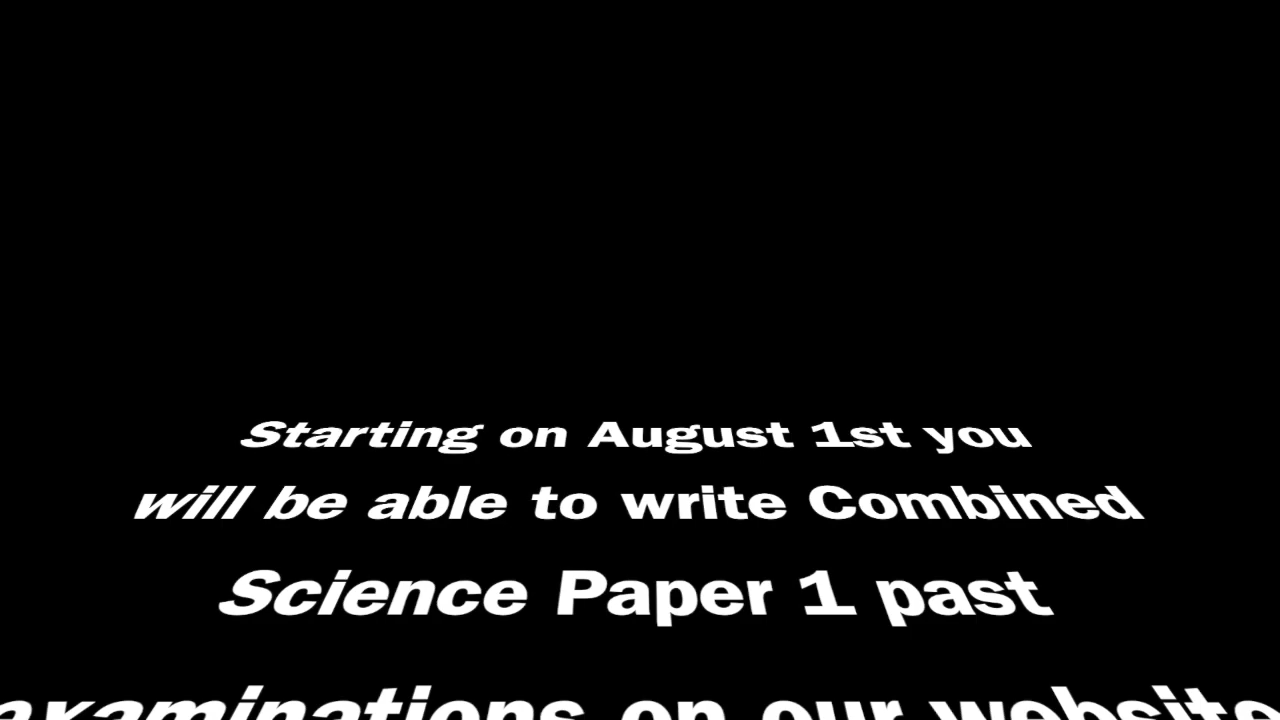 Starting on August 1st you
will be able to write Combined
Science Paper 1 past
examinations on our website